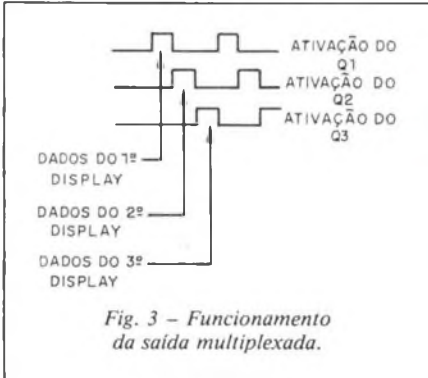 ATIVAÇÃO DO
Q1
ATIVAÇÃO DO
Q2
ATIVAÇÃO DO
Q3
DADOS DO 1º
DISPLAY
DADOS DO 2º
DISPLAY
DADOS DO 3º
DISPLAY
Fig. 3 – Funcionamento
da saída multiplexada.